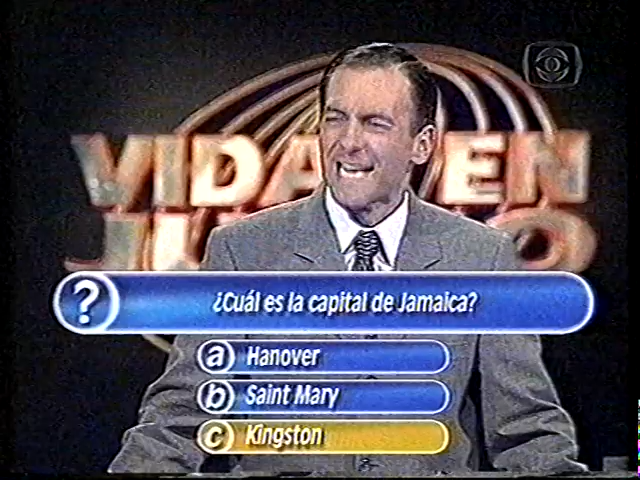 VIDA EN
JUEGO
? ¿Cuál es la capital de Jamaica?
a Hanover
b Saint Mary
c Kingston